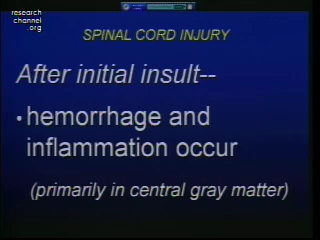 research
channel
.org
SPINAL CORD INJURY
After initial insult--
• hemorrhage and
inflammation occur
(primarily in central gray matter)